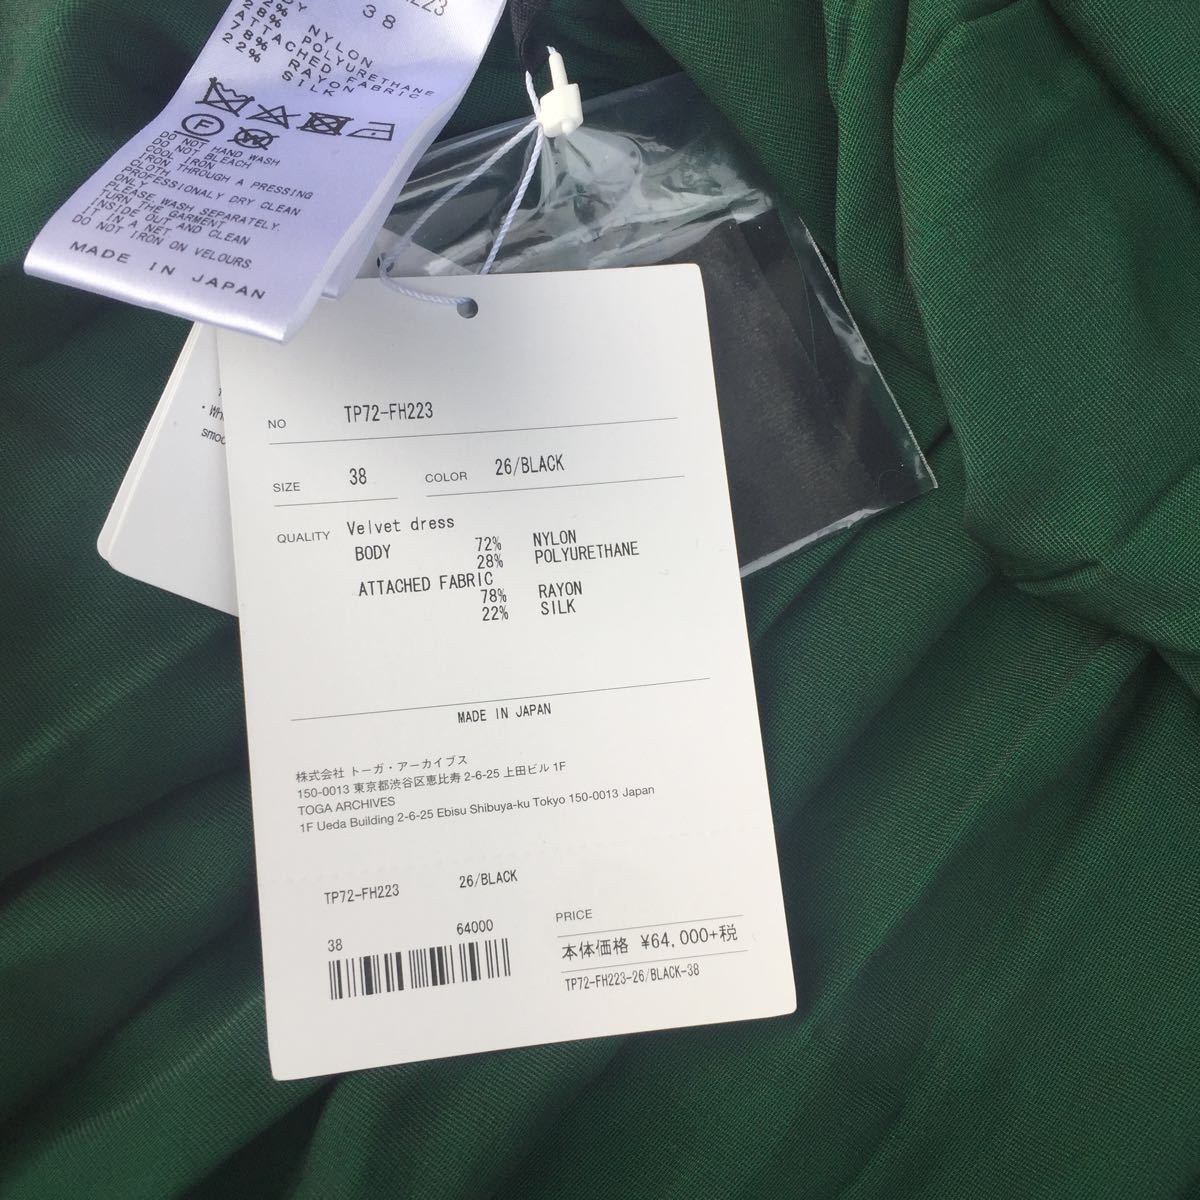 38
NYLON
28% POLYURETHANE
ATTACHED FABRIC
78% RAYON
22% SILK
F
DO NOT HAND WASH
DO NOT BLEACH
COOL IRON
IRON THROUGH A PRESSING
CLOTH
PROFESSIONALLY DRY CLEAN
ONLY
PLEASE WASH SEPARATELY.
TURN THE GARMENT
INSIDE OUT AND CLEAN
IT IN A NET
DO NOT IRON ON VELOURS.
MADE IN JAPAN
NO TP72-FH223
SIZE 38 COLOR 26/BLACK
QUALITY Velvet dress
BODY 72% NYLON
28% POLYURETHANE
ATTACHED FABRIC
78% RAYON
22% SILK
MADE IN JAPAN
株式会社 トーガ・アーカイブス
150-0013 東京都渋谷区恵比寿 2-6-25 上田ビル 1F
TOGA ARCHIVES
1F Ueda Building 2-6-25 Ebisu Shibuya-ku Tokyo 150-0013 Japan
TP72-FH223 26/BLACK
38 64000
PRICE
本体価格 ¥64,000+税
TP72-FH223-26/BLACK-38